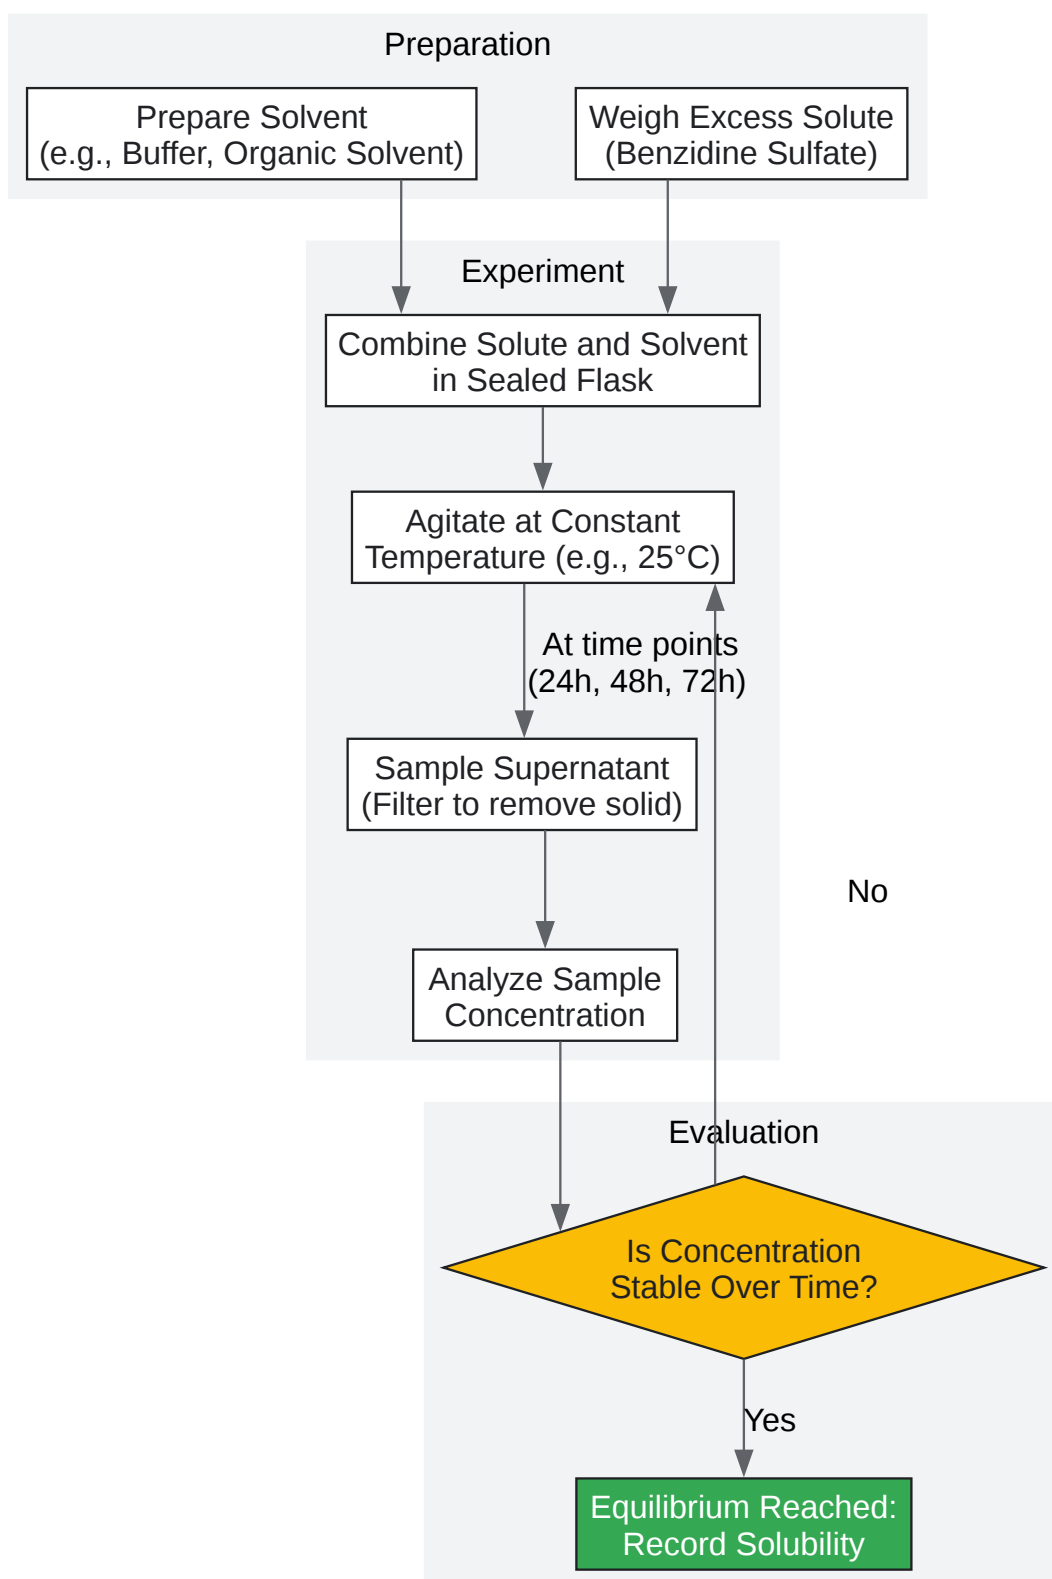 Preparation
Prepare Solvent
(e.g., Buffer, Organic Solvent)
Weigh Excess Solute
(Benzidine Sulfate)
Experiment
Combine Solute and Solvent
in Sealed Flask
Agitate at Constant
Temperature (e.g., 25°C)
At time points
(24h, 48h, 72h)
Sample Supernatant
(Filter to remove solid)
No
Analyze Sample
Concentration
Evaluation
Is Concentration
Stable Over Time?
Yes
Equilibrium Reached:
Record Solubility